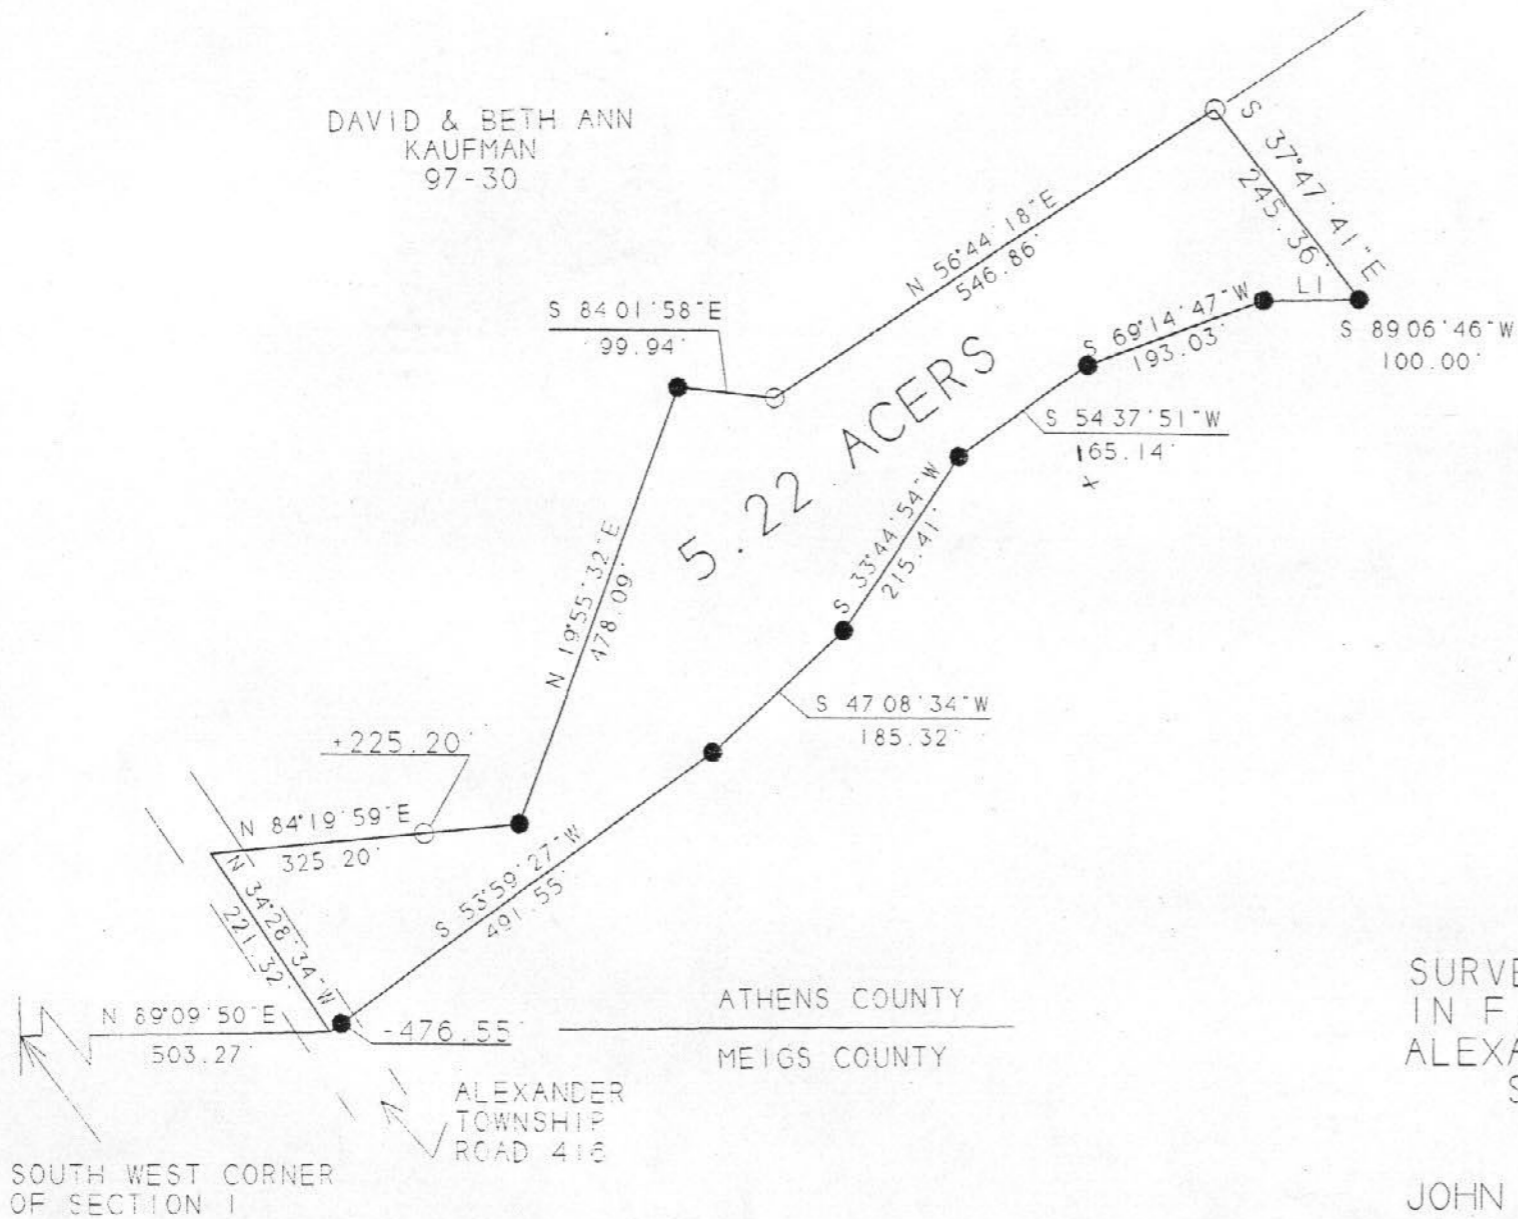 DAVID & BETH ANN
KAUFMAN
97-30
S 37°47'41"E
245.36'
N 56°44'18"E
546.86'
S 84 01'58"E
99.94'
L1
S 89 06'46"W
100.00'
S 69°14'47"W
193.03'
S 54 37'51"W
165.14'
5.22 ACERS
S 33°44'54"W
215.41'
N 19°55'32"E
478.09'
S 47 08'34"W
185.32'
+225.20'
N 84°19'59"E
325.20'
S 53°59'27"W
491.55'
N 34°28'34"W
221.32'
N 89°09'50"E
503.27'
-476.55'
ATHENS COUNTY
MEIGS COUNTY
ALEXANDER
TOWNSHIP
ROAD 416
SOUTH WEST CORNER
OF SECTION 1
SURVE
IN F
ALEXA
S
JOHN